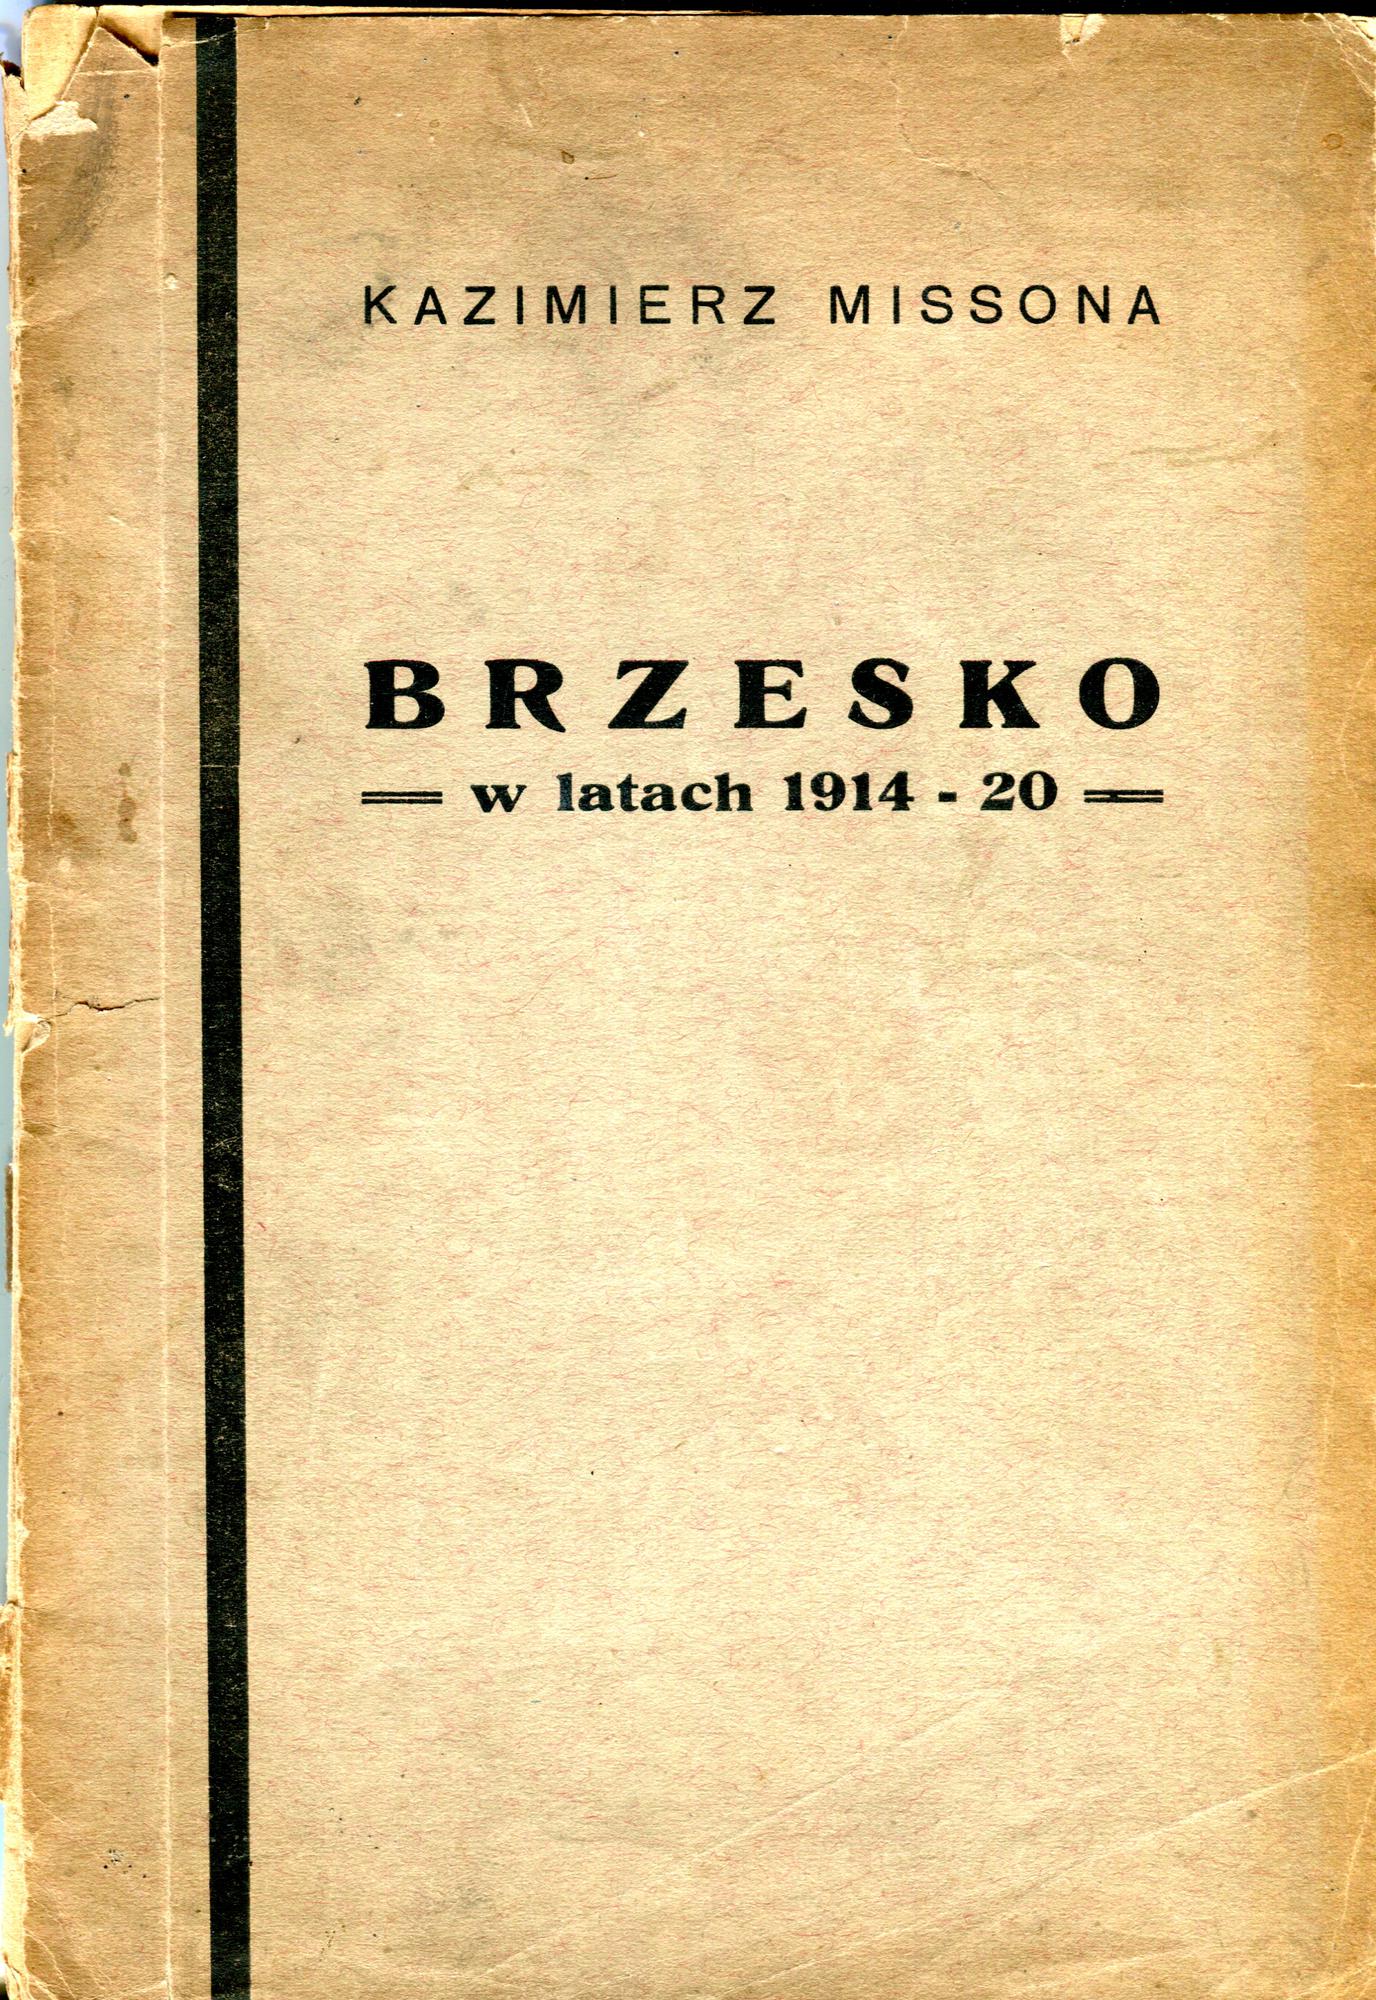 KAZIMIERZ MISSONA
BRZESKO
w latach 1914 - 20